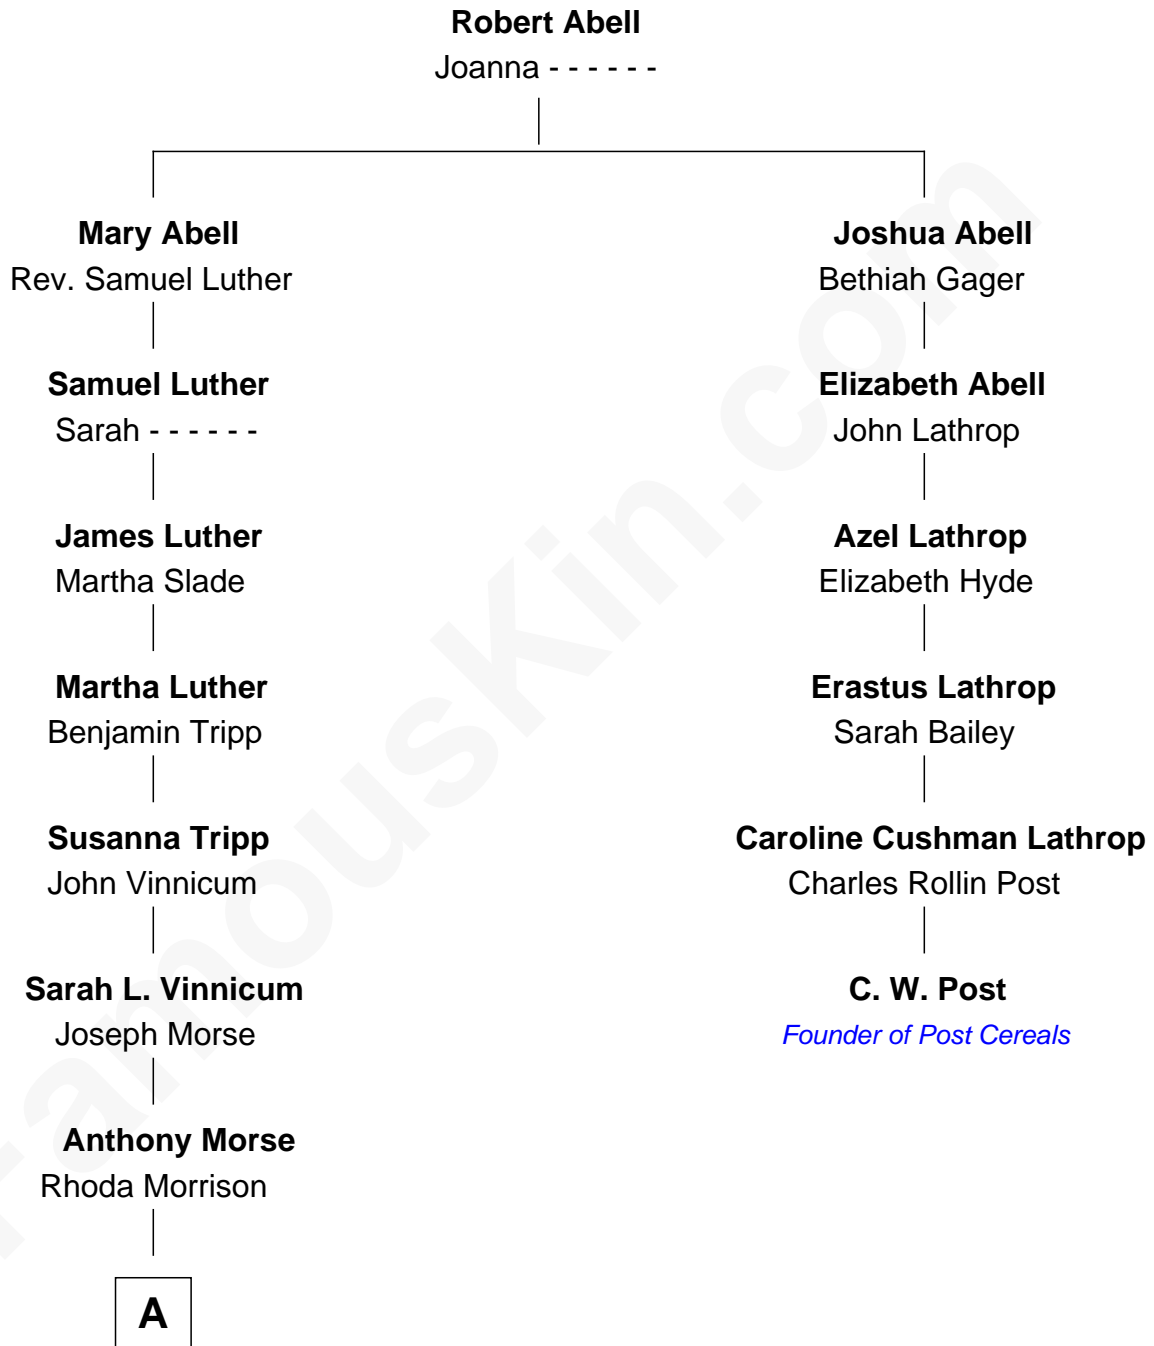 Robert Abell
Joanna - - - - - -
Mary Abell
Rev. Samuel Luther
Joshua Abell
Bethiah Gager
Samuel Luther
Sarah - - - - - -
Elizabeth Abell
John Lathrop
James Luther
Martha Slade
Azel Lathrop
Elizabeth Hyde
Martha Luther
Benjamin Tripp
Erastus Lathrop
Sarah Bailey
Susanna Tripp
John Vinnicum
Caroline Cushman Lathrop
Charles Rollin Post
Sarah L. Vinnicum
Joseph Morse
C. W. Post
Founder of Post Cereals
Anthony Morse
Rhoda Morrison
A
FamousKin.com